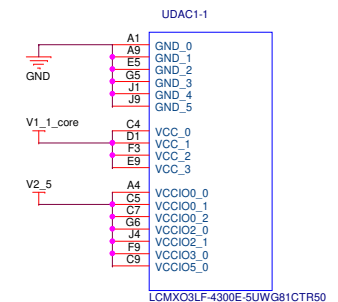 UDAC1-1
A1 GND_0
A9 GND_1
E5 GND_2
G5 GND_3
J1 GND_4
J9 GND_5
GND
V1_1_core
C4 VCC_0
D1 VCC_1
F3 VCC_2
E9 VCC_3
V2_5
A4 VCCIO0_0
C5 VCCIO0_1
C7 VCCIO0_2
G6 VCCIO2_0
J4 VCCIO2_1
F9 VCCIO3_0
C9 VCCIO5_0
LCMXO3LF-4300E-5UWG81CTR50